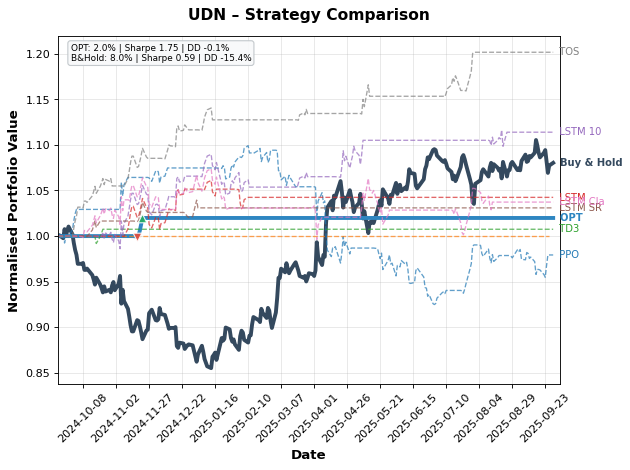 UDN – Strategy Comparison
OPT: 2.0% | Sharpe 1.75 | DD -0.1%
B&Hold: 8.0% | Sharpe 0.59 | DD -15.4%
Normalised Portfolio Value
1.20
1.15
1.10
1.05
1.00
0.95
0.90
0.85
TOS
LSTM 10
Buy & Hold
LSTM SR
OPT
TD3
PPO
2024-10-08
2024-11-02
2024-11-27
2024-12-22
2025-01-16
2025-02-10
2025-03-07
2025-04-01
2025-04-26
2025-05-21
2025-06-15
2025-07-10
2025-08-04
2025-08-29
2025-09-23
Date